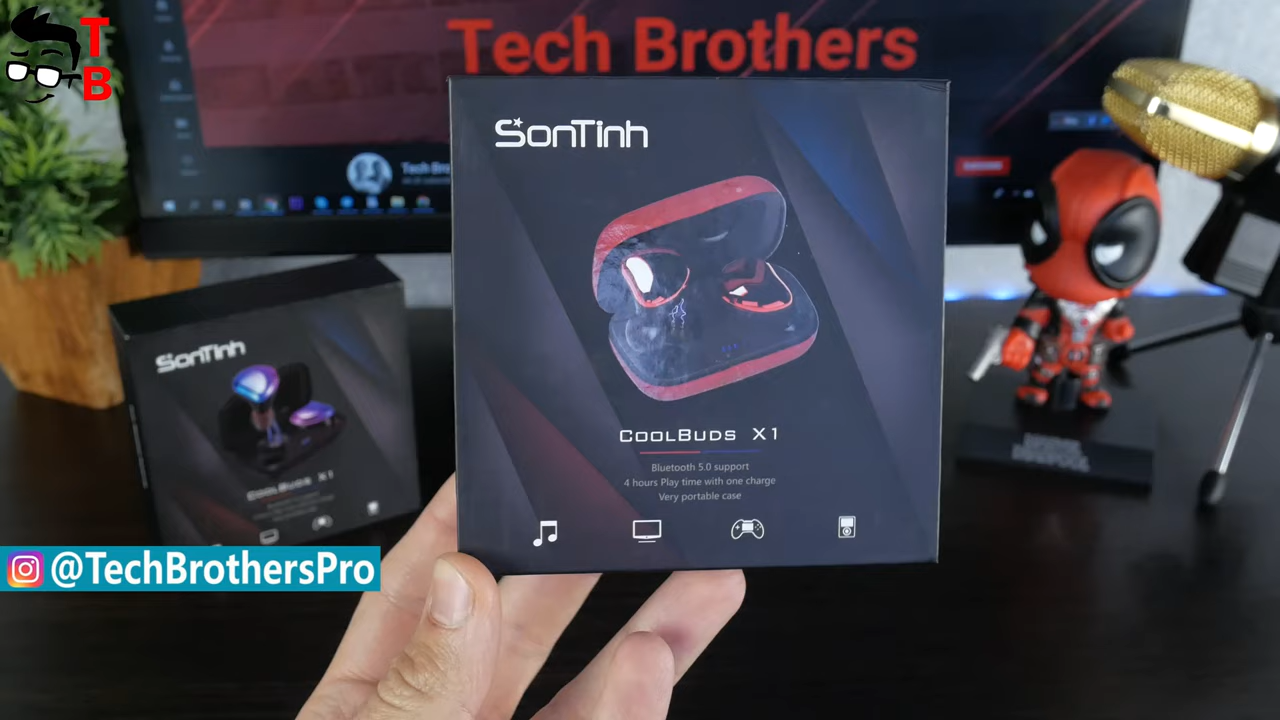 TB
Tech Brothers
Tech Bro
SonTinh
CoolBuds X1
Bluetooth 5.0 support
4 hours Play time with one charge
Very portable case
SonTinh
CoolBuds X1
@TechBrothersPro